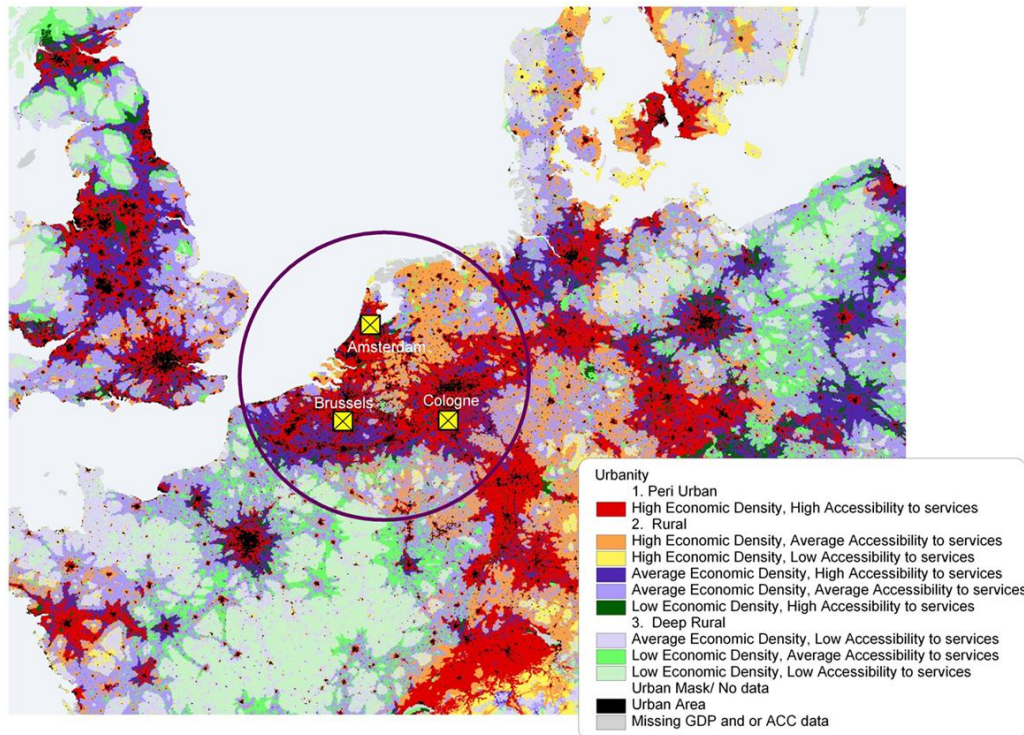 Amsterdam
Brussels
Cologne
Urbanity
1. Peri Urban
High Economic Density, High Accessibility to services
2. Rural
High Economic Density, Average Accessibility to services
High Economic Density, Low Accessibility to services
Average Economic Density, High Accessibility to services
Average Economic Density, Average Accessibility to services
Low Economic Density, High Accessibility to services
3. Deep Rural
Average Economic Density, Low Accessibility to services
Low Economic Density, Average Accessibility to services
Low Economic Density, Low Accessibility to services
Urban Mask/ No data
Urban Area
Missing GDP and or ACC data